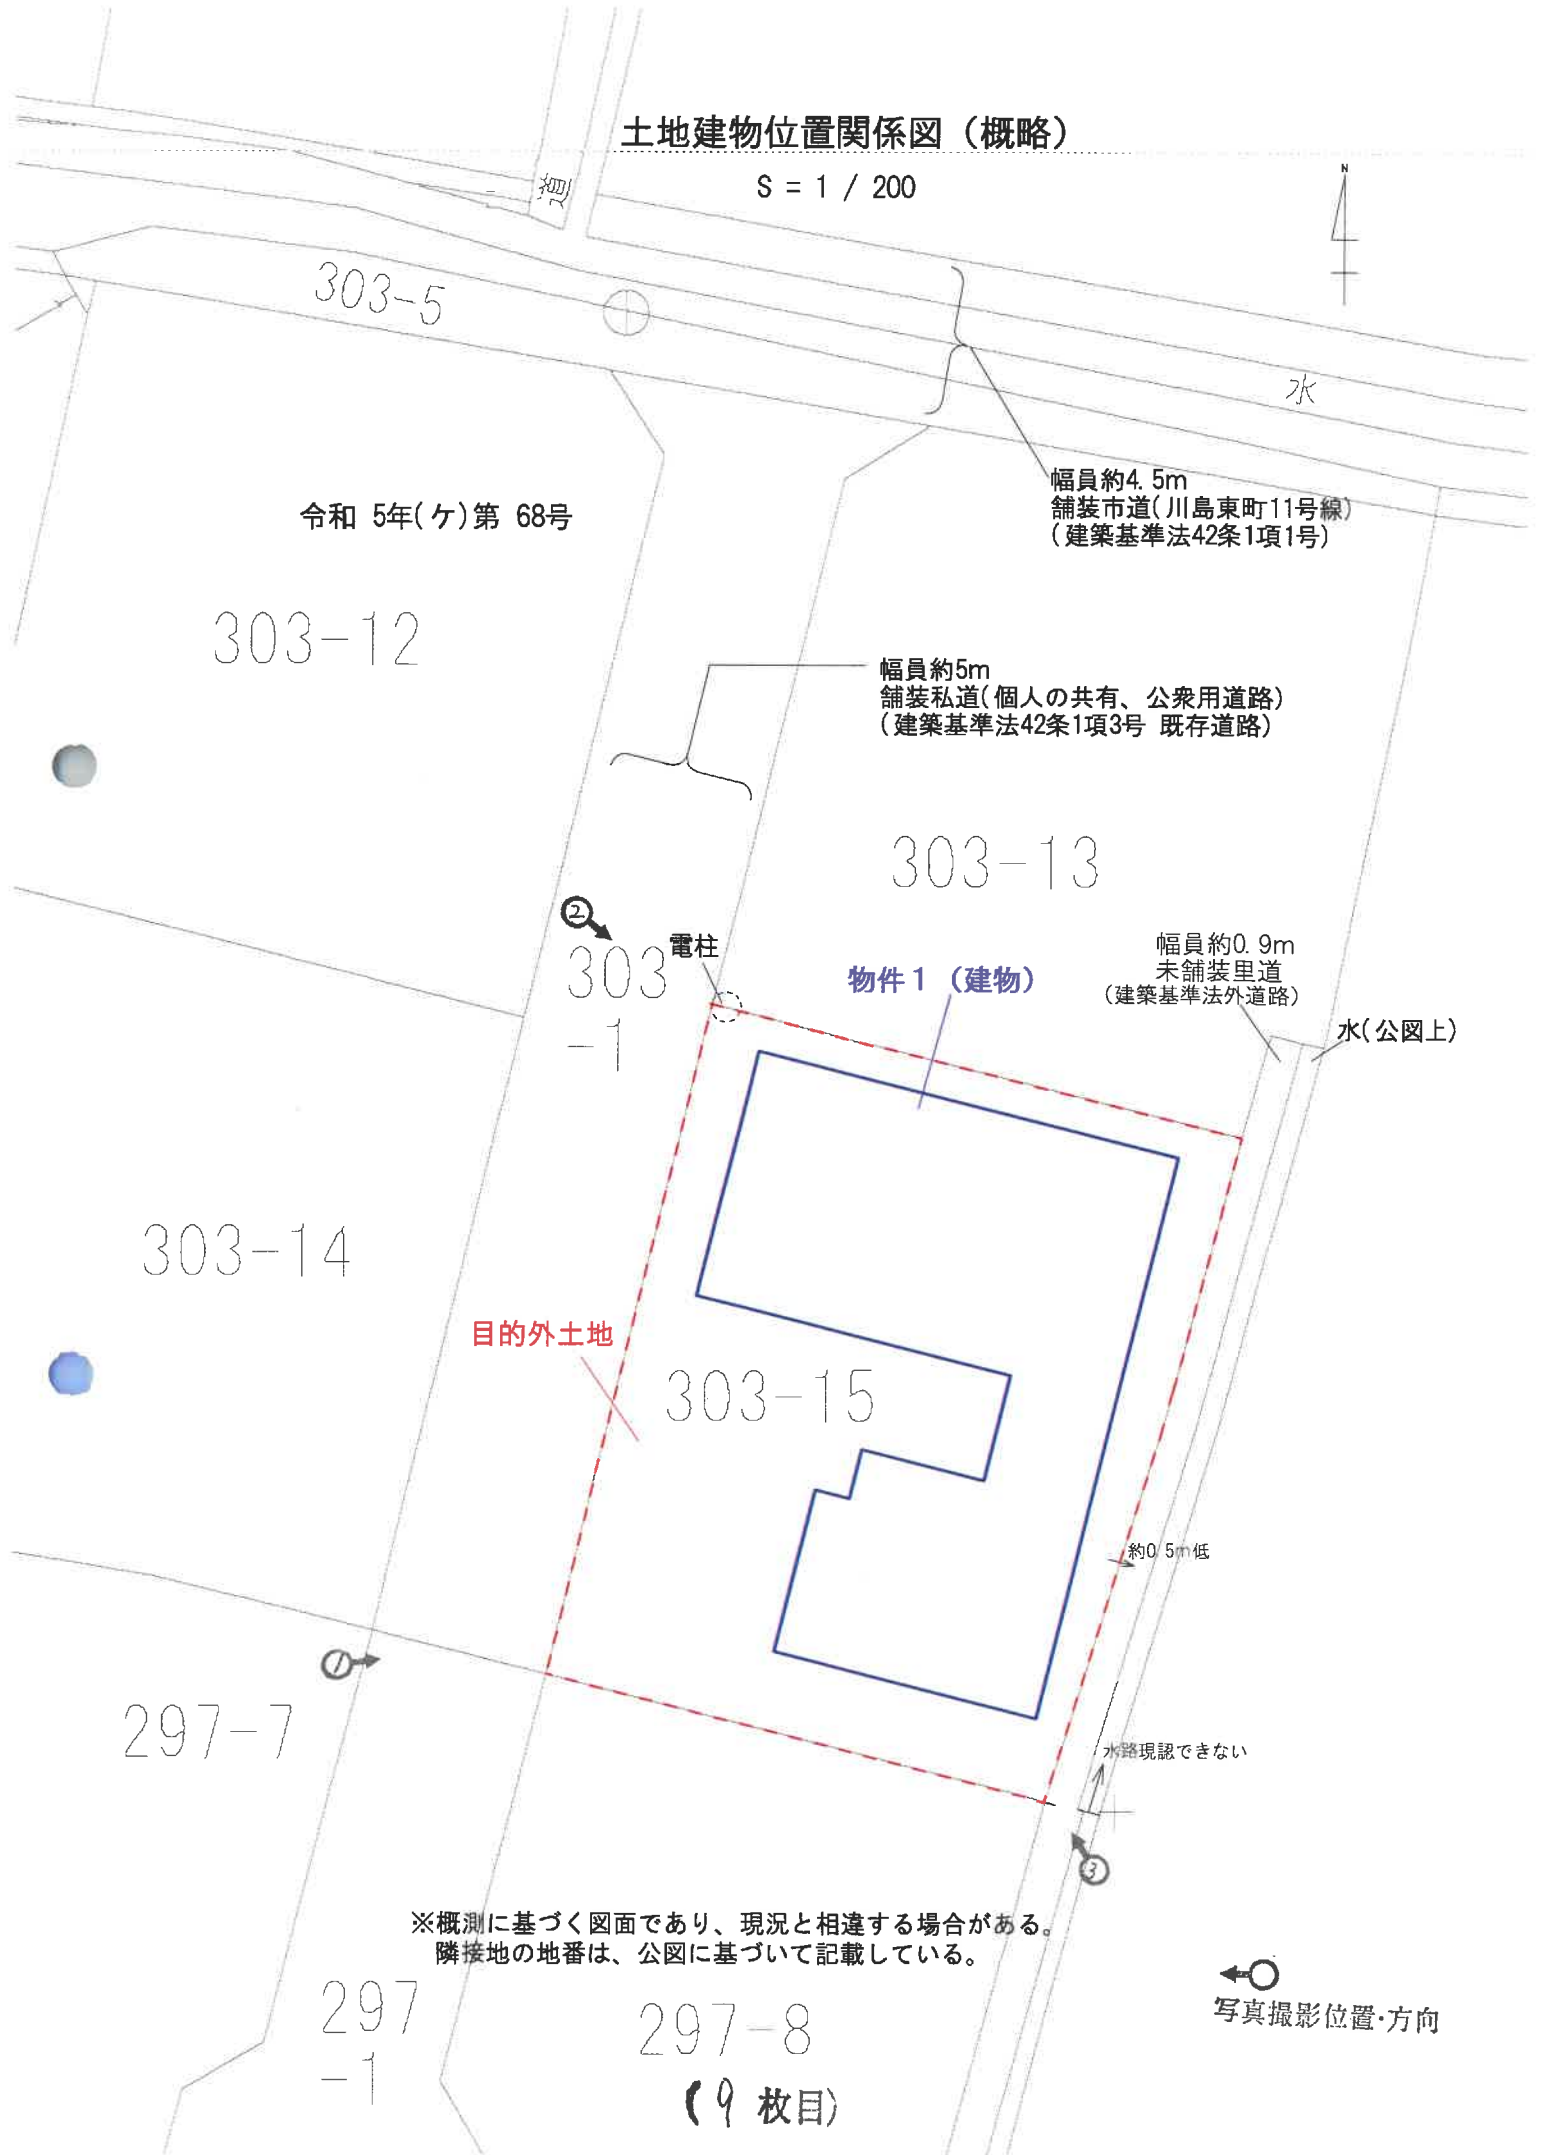 土地建物位置関係図（概略）
S = 1 / 200
N
道
303-5
水
幅員約4.5m
舗装市道(川島東町11号線)
(建築基準法42条1項1号)
令和 5年(ケ)第 68号
303-12
幅員約5m
舗装私道(個人の共有、公衆用道路)
(建築基準法42条1項3号 既存道路)
303-13
②
303
-1
電柱
物件１（建物）
幅員約0.9m
未舗装里道
(建築基準法外道路)
水(公図上)
303-14
目的外土地
303-15
約0.5m低
①
297-7
水路現認できない
③
※概測に基づく図面であり、現況と相違する場合がある。
隣接地の地番は、公図に基づいて記載している。
297
-1
297-8
写真撮影位置・方向
(9 枚目)